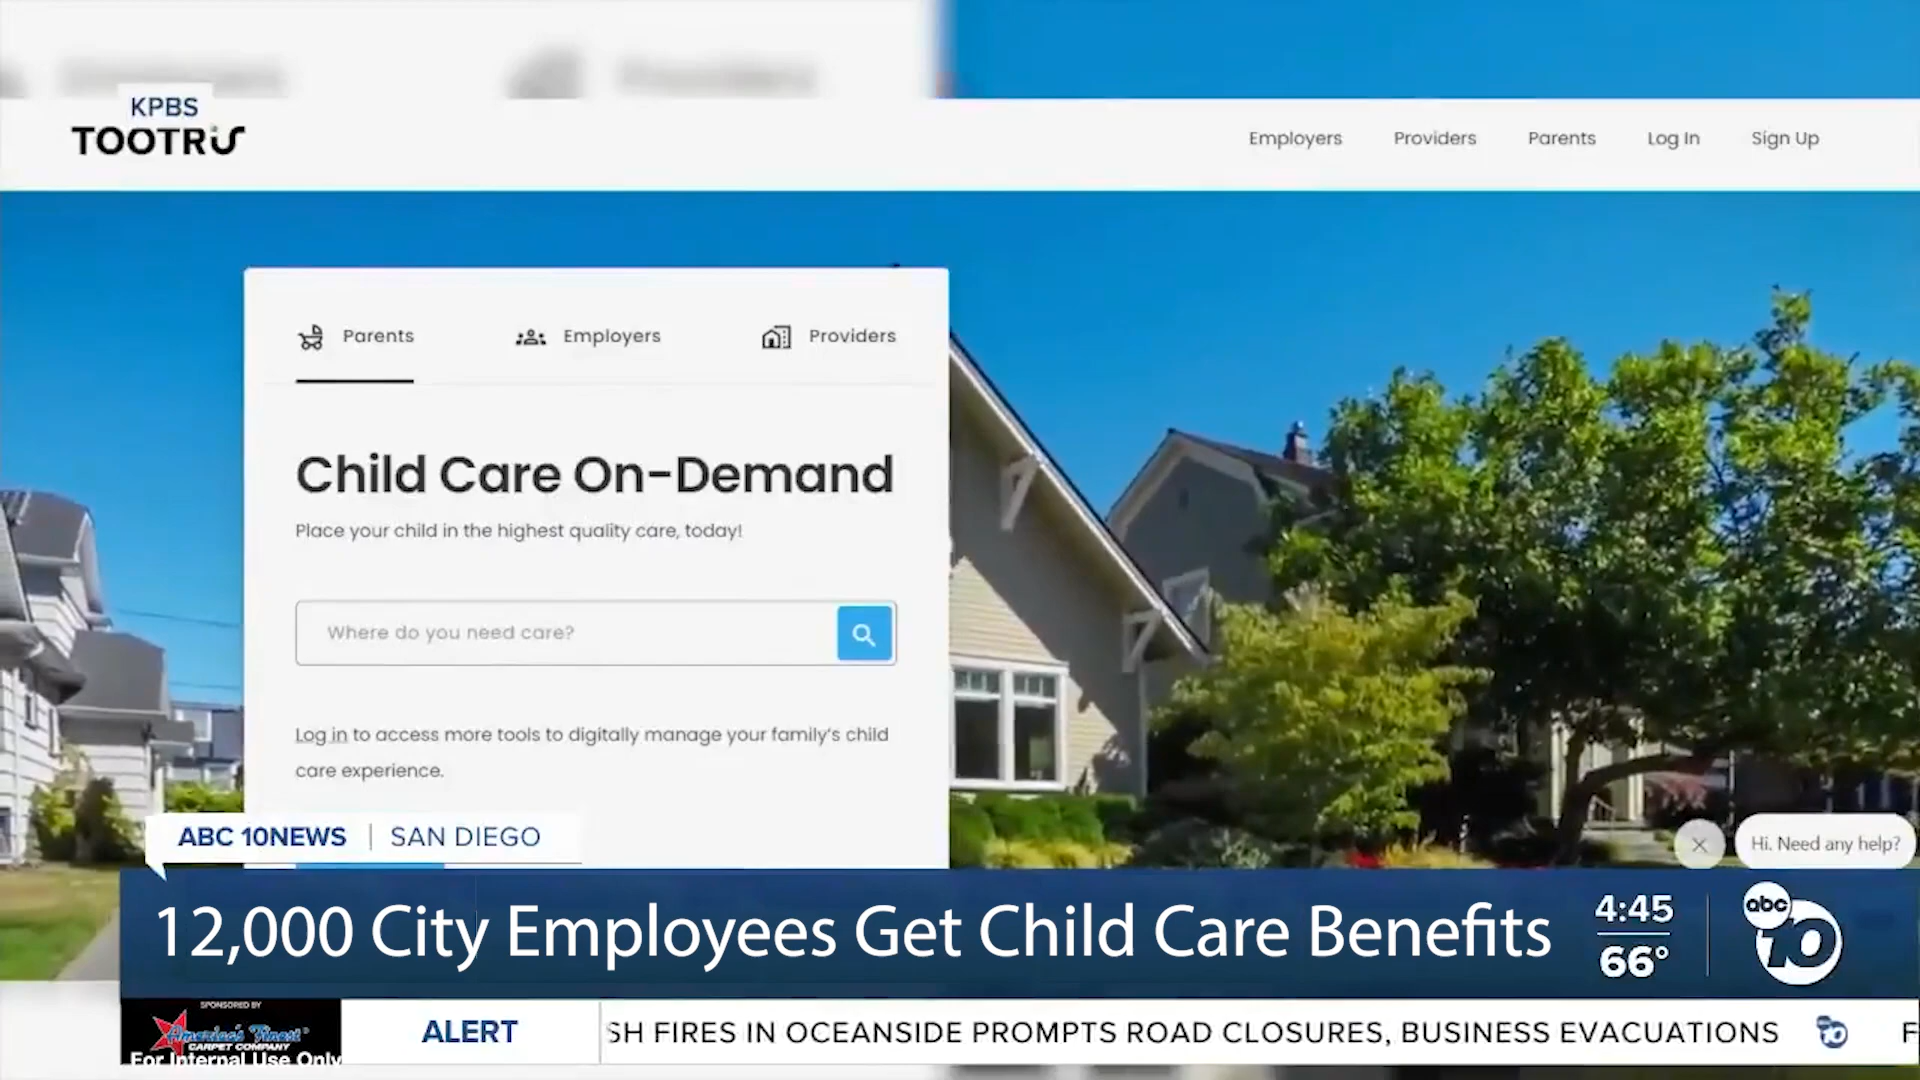 KPBS
TOOTRiS
Employers Providers Parents Log In Sign Up
Parents Employers Providers
Child Care On-Demand
Place your child in the highest quality care, today!
Where do you need care?
Log in to access more tools to digitally manage your family's child
care experience.
Hi. Need any help?
ABC 10NEWS | SAN DIEGO
12,000 City Employees Get Child Care Benefits
4:45
66°
abc
10
SPONSORED BY
America's Finest
CARPET COMPANY
For Internal Use Only
ALERT
SH FIRES IN OCEANSIDE PROMPTS ROAD CLOSURES, BUSINESS EVACUATIONS 10 F